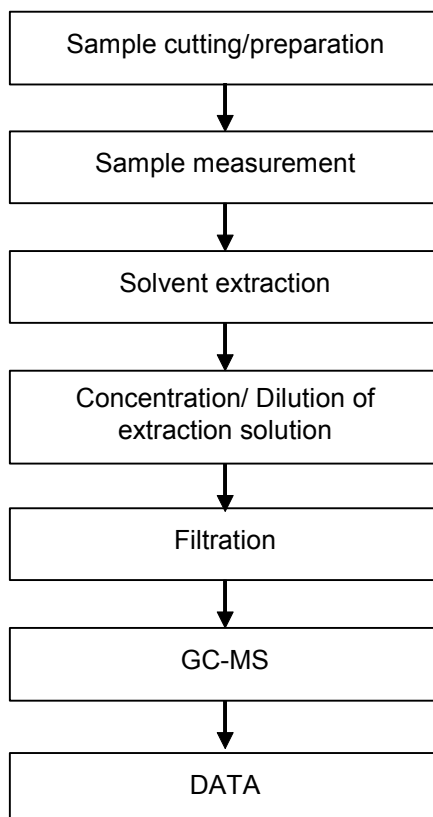 Sample cutting/preparation
Sample measurement
Solvent extraction
Concentration/ Dilution of
extraction solution
Filtration
GC-MS
DATA